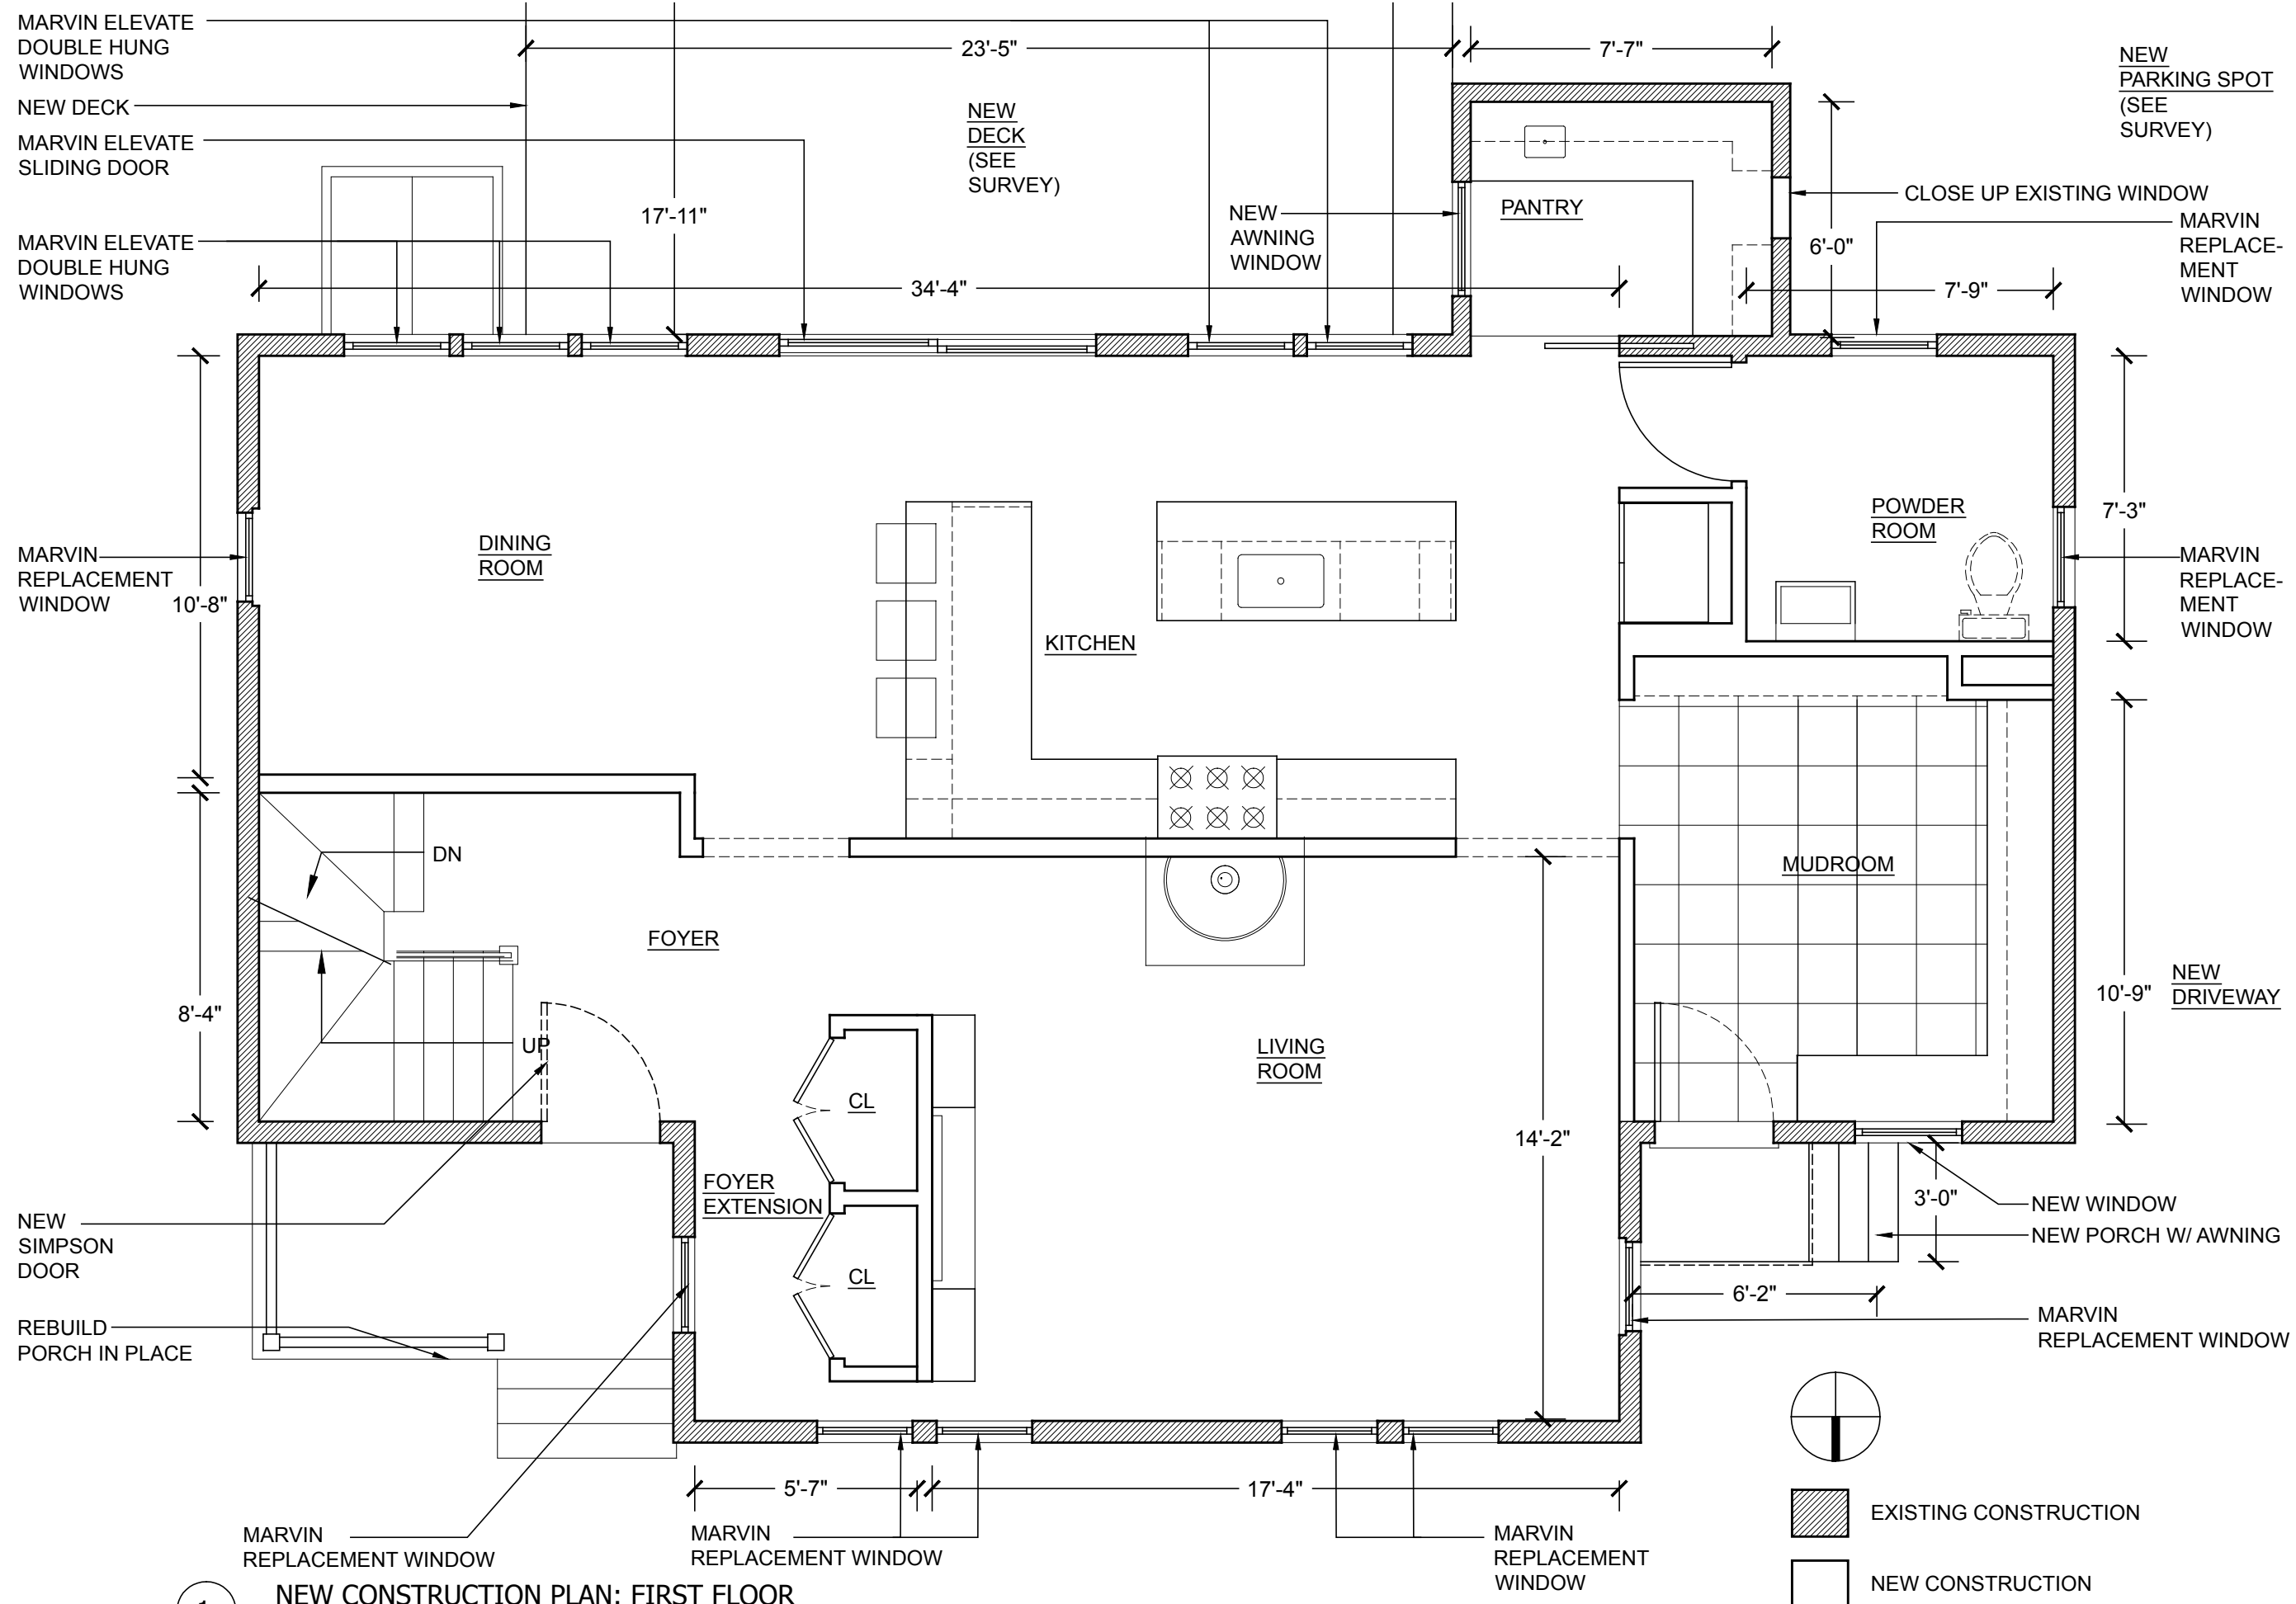 MARVIN ELEVATE
DOUBLE HUNG
WINDOWS
NEW DECK
MARVIN ELEVATE
SLIDING DOOR
MARVIN ELEVATE
DOUBLE HUNG
WINDOWS
23'-5"
7'-7"
NEW
PARKING SPOT
(SEE
SURVEY)
NEW
DECK
(SEE
SURVEY)
17'-11"
NEW
AWNING
WINDOW
PANTRY
CLOSE UP EXISTING WINDOW
MARVIN
REPLACE-
MENT
WINDOW
6'-0"
34'-4"
7'-9"
MARVIN
REPLACEMENT
WINDOW
10'-8"
DINING
ROOM
KITCHEN
POWDER
ROOM
7'-3"
MARVIN
REPLACE-
MENT
WINDOW
DN
FOYER
MUDROOM
8'-4"
UP
CL
LIVING
ROOM
10'-9"
NEW
DRIVEWAY
14'-2"
FOYER
EXTENSION
CL
3'-0"
NEW WINDOW
NEW PORCH W/ AWNING
NEW
SIMPSON
DOOR
REBUILD
PORCH IN PLACE
6'-2"
MARVIN
REPLACEMENT WINDOW
5'-7"
17'-4"
MARVIN
REPLACEMENT WINDOW
MARVIN
REPLACEMENT WINDOW
MARVIN
REPLACEMENT
WINDOW
EXISTING CONSTRUCTION
NEW CONSTRUCTION
1
NEW CONSTRUCTION PLAN: FIRST FLOOR